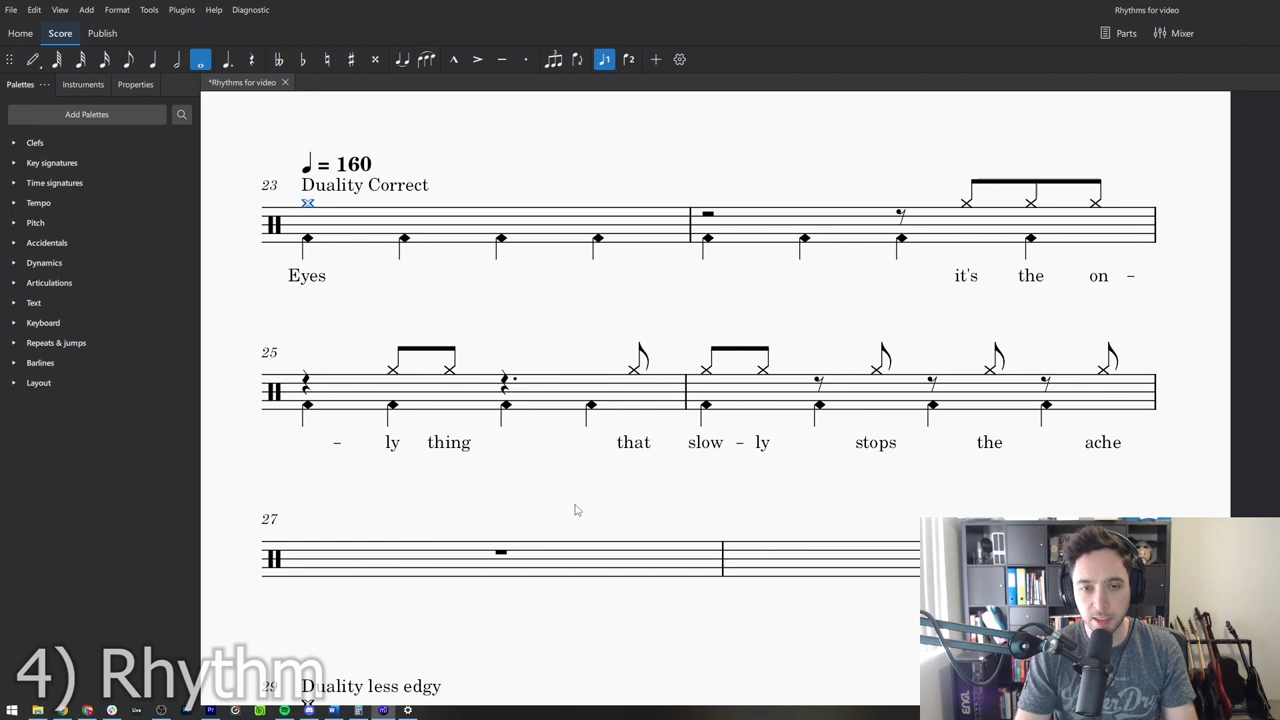 File Edit View Add Format Tools Plugins Help Diagnostic
Rhythms for video
Home Score Publish
Parts Mixer
Palettes Instruments Properties
*Rhythms for video
Add Palettes
Clefs
Key signatures
Time signatures
Tempo
Pitch
Accidentals
Dynamics
Articulations
Text
Keyboard
Repeats & jumps
Barlines
Layout
= 160
23 Duality Correct
Eyes it's the on -
25
- ly thing that slow - ly stops the ache
27
29 Duality less edgy
4) Rhythm